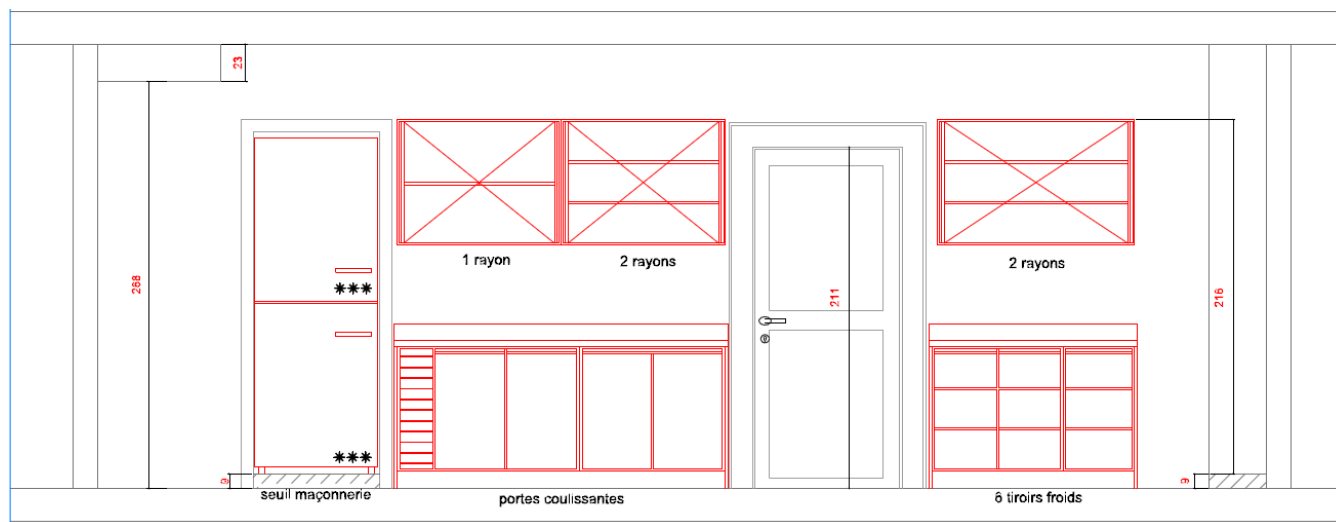 23
1 rayon
2 rayons
2 rayons
268
211
216
9
seuil maçonnerie
portes coulissantes
6 tiroirs froids
9